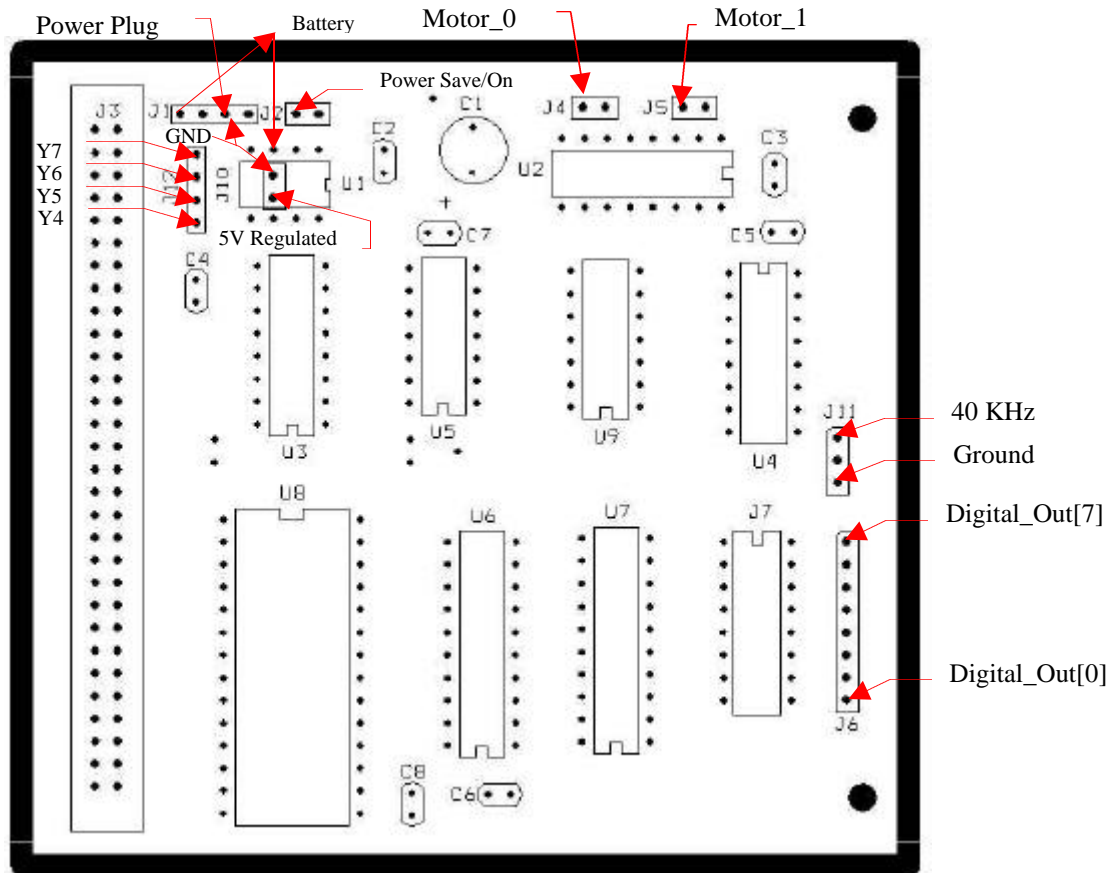 Power Plug
Battery
Motor_0
Motor_1
Power Save/On
J3
J1
J2
C1
J4
J5
GND
C2
C3
Y7
Y6
Y5
Y4
J12
J10
U1
U2
5V Regulated
C7
C5
C4
U3
U5
U9
U4
J11
40 KHz
Ground
U8
U6
U7
J7
Digital_Out[7]
Digital_Out[0]
J6
C8
C6
+